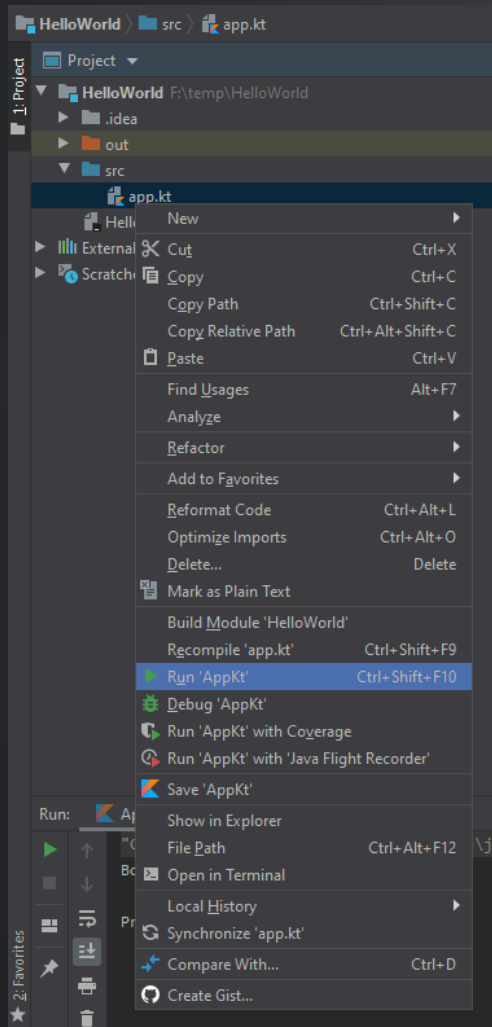 HelloWorld src app.kt
1: Project
Project
HelloWorld F:\temp\HelloWorld
.idea
out
src
app.kt
New
Cut Ctrl+X
Copy Ctrl+C
Copy Path Ctrl+Shift+C
Copy Relative Path Ctrl+Alt+Shift+C
Paste Ctrl+V
Find Usages Alt+F7
Analyze
Refactor
Add to Favorites
Reformat Code Ctrl+Alt+L
Optimize Imports Ctrl+Alt+O
Delete... Delete
Mark as Plain Text
Build Module 'HelloWorld'
Recompile 'app.kt' Ctrl+Shift+F9
Run 'AppKt' Ctrl+Shift+F10
Debug 'AppKt'
Run 'AppKt' with Coverage
Run 'AppKt' with 'Java Flight Recorder'
Save 'AppKt'
Show in Explorer
File Path Ctrl+Alt+F12
Open in Terminal
Local History
Synchronize 'app.kt'
Compare With... Ctrl+D
Create Gist...
External
Run:
2: Favorites